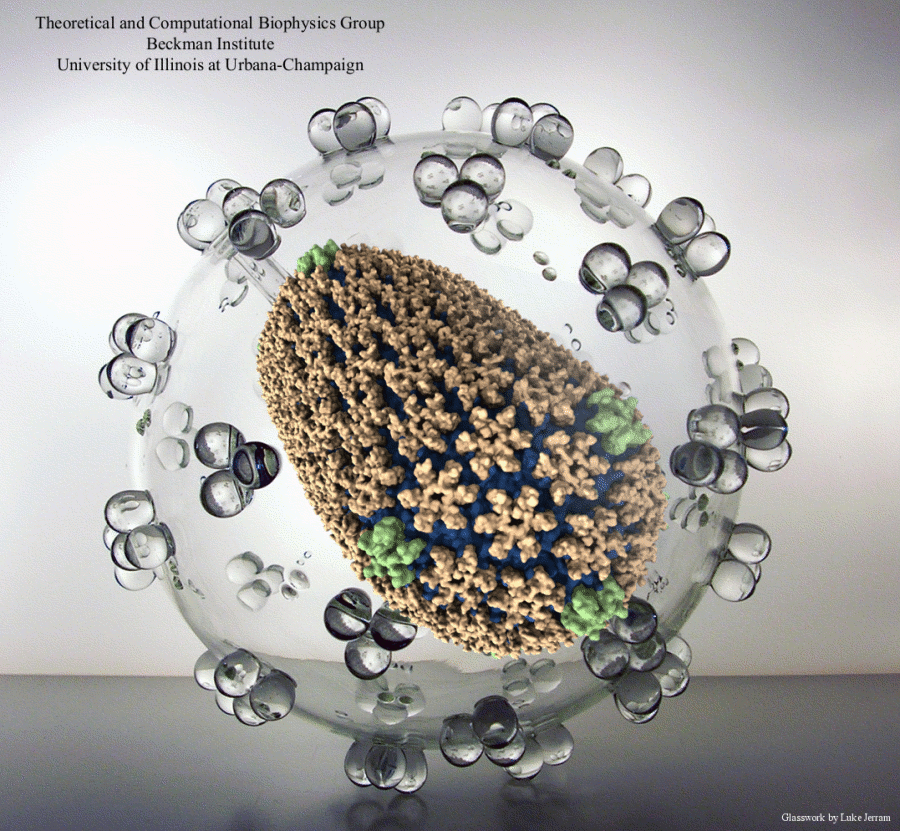 Theoretical and Computational Biophysics Group
Beckman Institute
University of Illinois at Urbana-Champaign
Glasswork by Luke Jerram